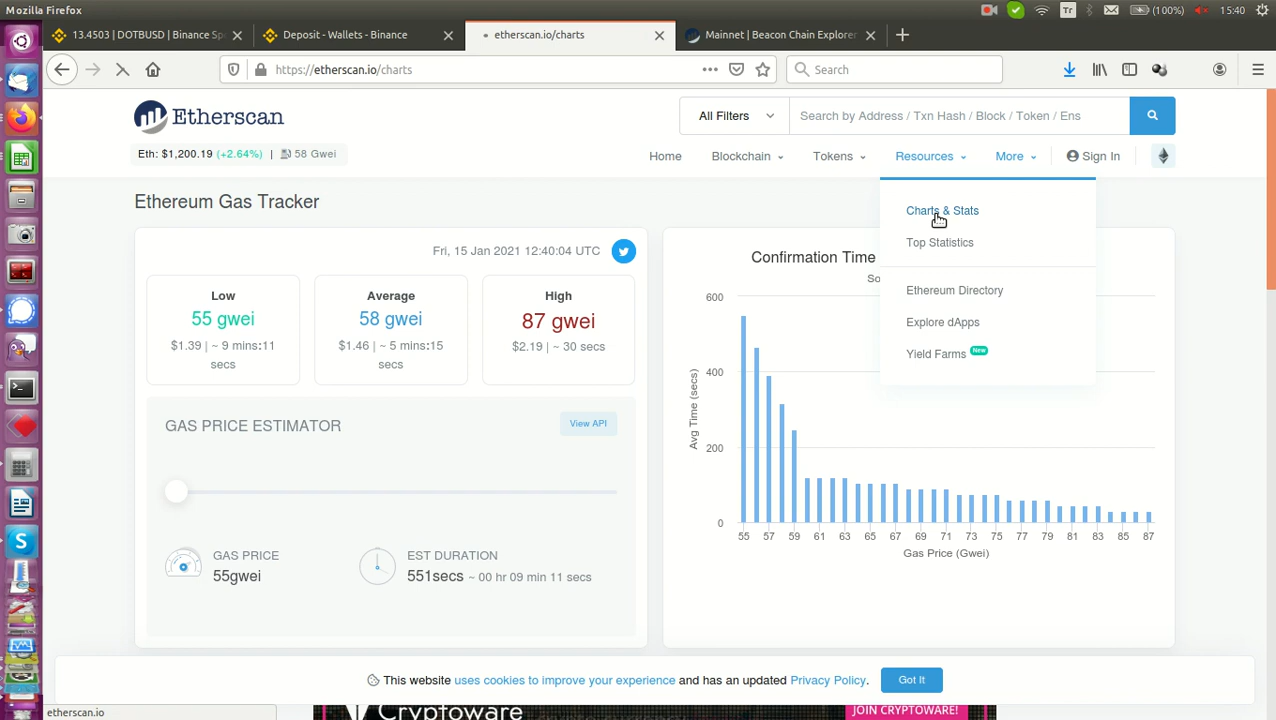 Mozilla Firefox
Tr
(100%)
15:40
13.4503 | DOTBUSD | Binance Sp
Deposit - Wallets - Binance
etherscan.io/charts
Mainnet | Beacon Chain Explorer
https://etherscan.io/charts
Search
Etherscan
All Filters
Search by Address / Txn Hash / Block / Token / Ens
Eth: $1,200.19 (+2.64%) | 58 Gwei
Home
Blockchain
Tokens
Resources
More
Sign In
Charts & Stats
Top Statistics
Ethereum Directory
Explore dApps
Yield Farms New
Ethereum Gas Tracker
Fri, 15 Jan 2021 12:40:04 UTC
Low
55 gwei
$1.39 | ~ 9 mins:11
secs
Average
58 gwei
$1.46 | ~ 5 mins:15
secs
High
87 gwei
$2.19 | ~ 30 secs
GAS PRICE ESTIMATOR
View API
GAS PRICE
55gwei
EST DURATION
551secs ~ 00 hr 09 min 11 secs
Confirmation Time
So
600
400
200
0
Avg Time (secs)
55 57 59 61 63 65 67 69 71 73 75 77 79 81 83 85 87
Gas Price (Gwei)
This website uses cookies to improve your experience and has an updated Privacy Policy.
Got It
etherscan.io
Cryptoware
JOIN CRYPTOWARE!